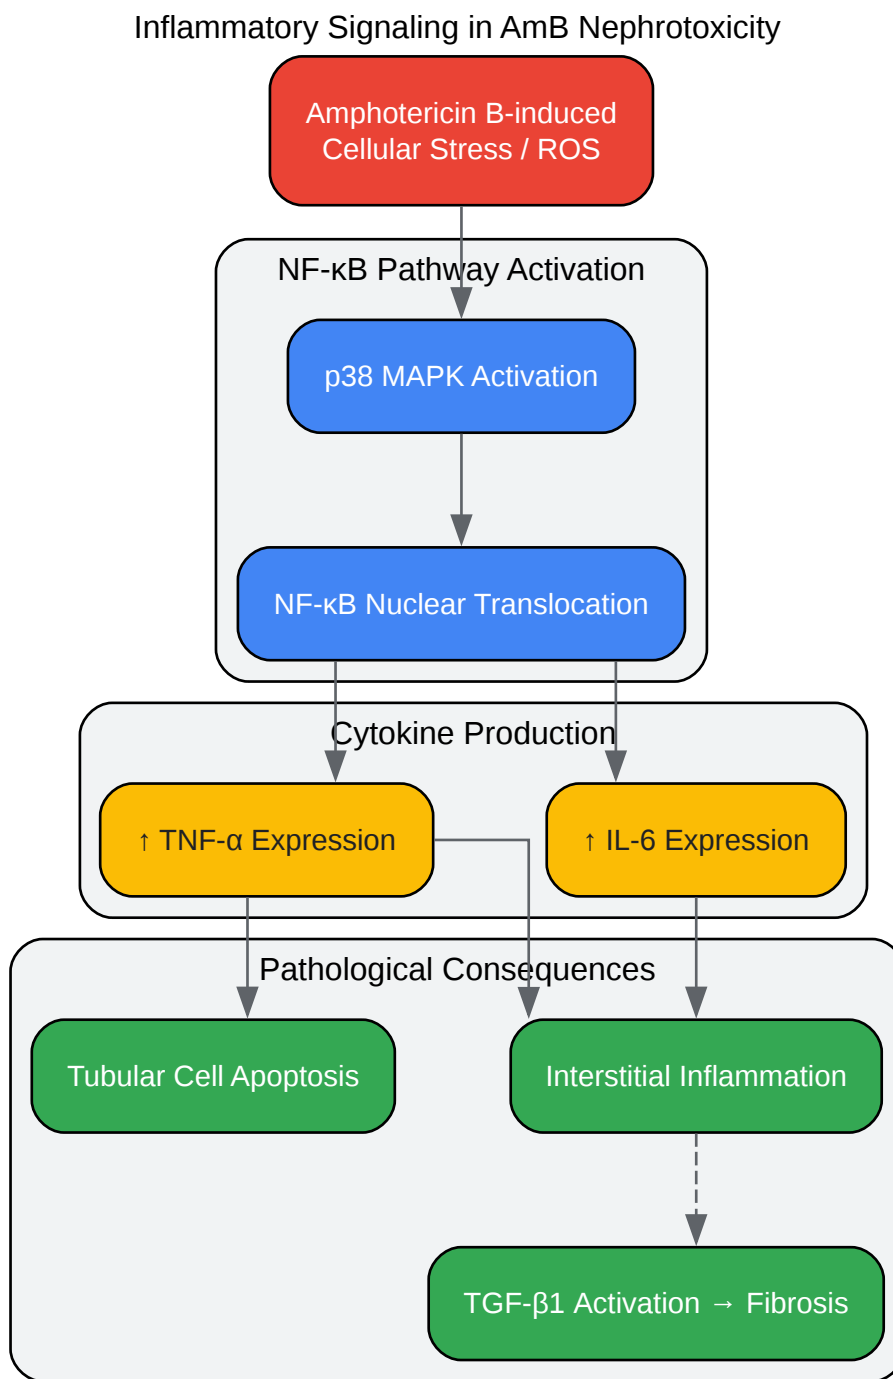 Inflammatory Signaling in AmB Nephrotoxicity
Amphotericin B-induced
Cellular Stress / ROS
NF-κB Pathway Activation
p38 MAPK Activation
NF-κB Nuclear Translocation
Cytokine Production
↑ TNF-α Expression
↑ IL-6 Expression
Pathological Consequences
Tubular Cell Apoptosis
Interstitial Inflammation
TGF-β1 Activation → Fibrosis